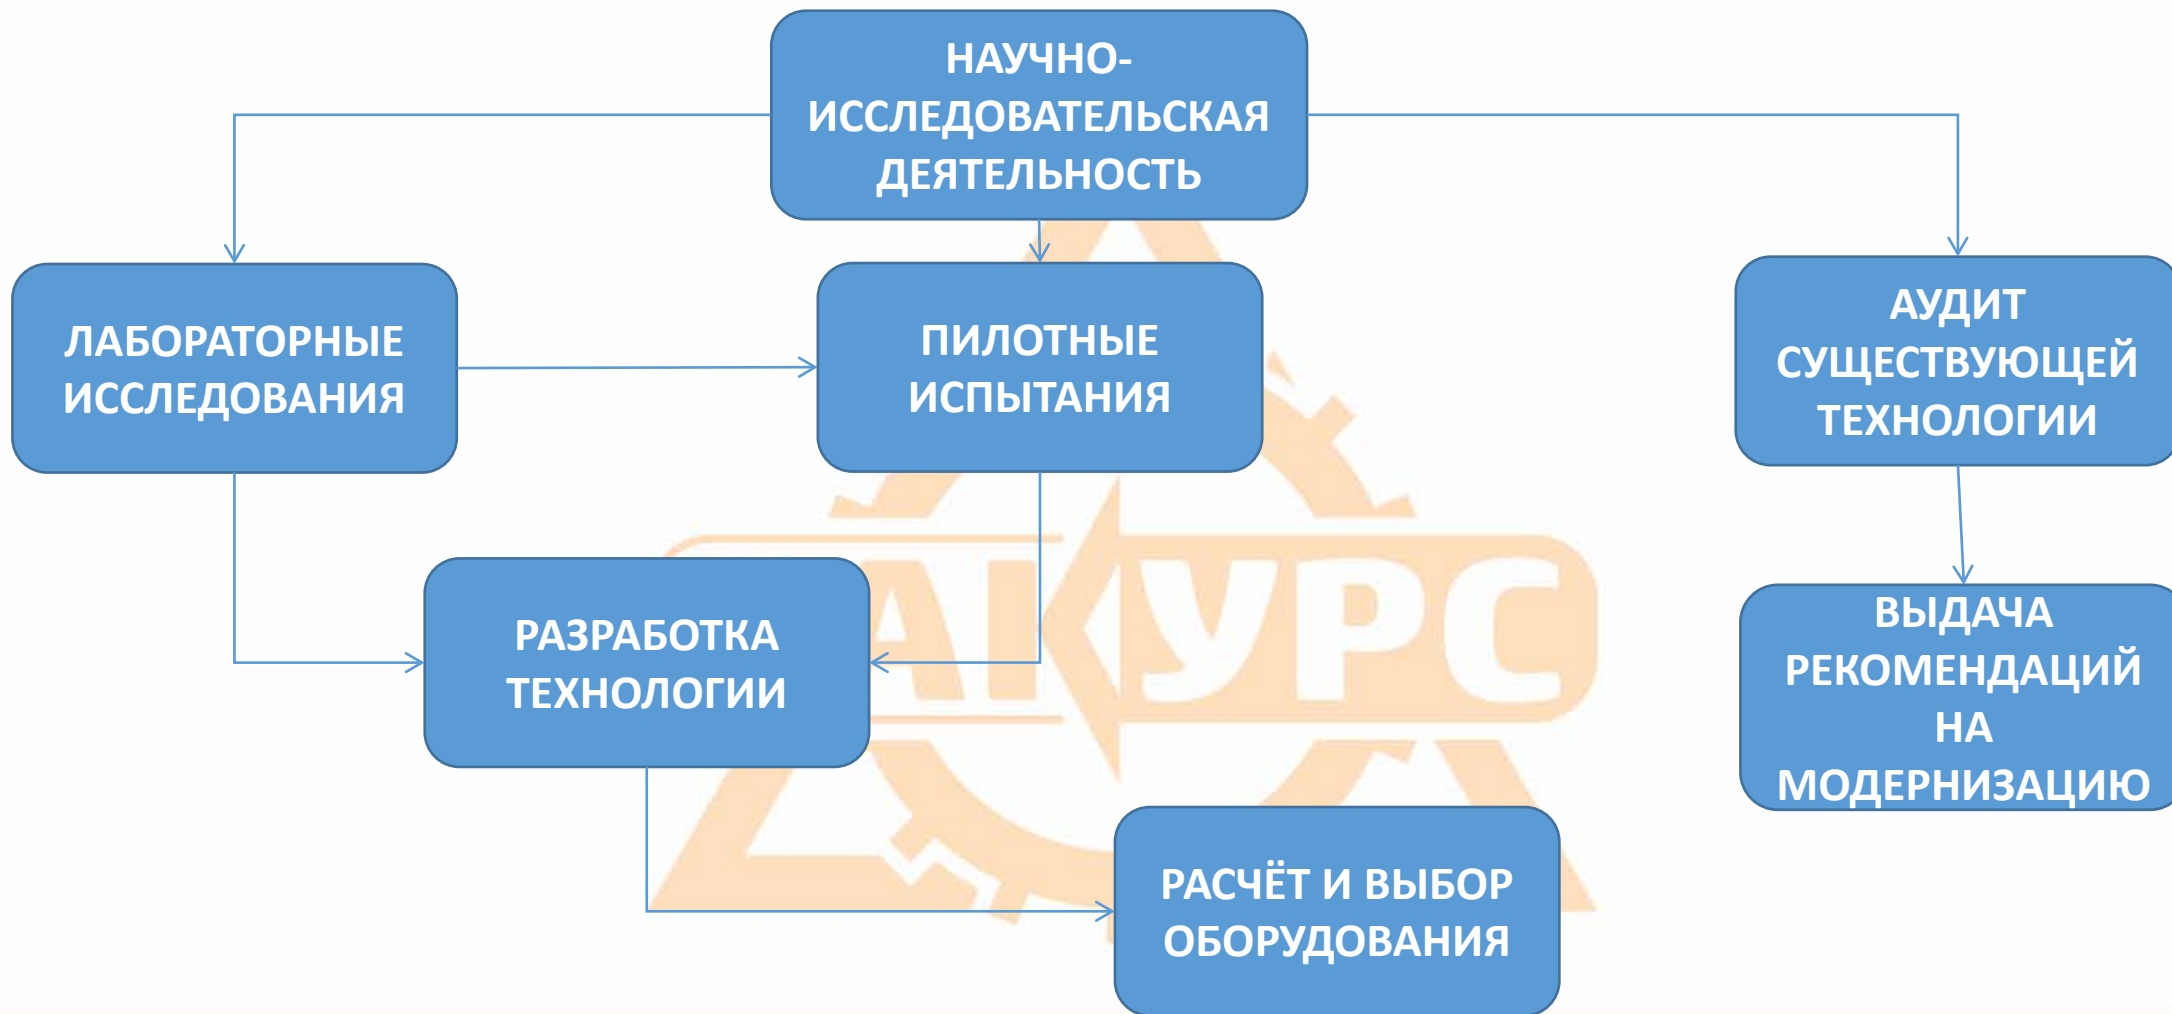 НАУЧНО-
ИССЛЕДОВАТЕЛЬСКАЯ
ДЕЯТЕЛЬНОСТЬ
ЛАБОРАТОРНЫЕ
ИССЛЕДОВАНИЯ
ПИЛОТНЫЕ
ИСПЫТАНИЯ
АУДИТ
СУЩЕСТВУЮЩЕЙ
ТЕХНОЛОГИИ
РАЗРАБОТКА
ТЕХНОЛОГИИ
ВЫДАЧА
РЕКОМЕНДАЦИЙ
НА
МОДЕРНИЗАЦИЮ
РАСЧЁТ И ВЫБОР
ОБОРУДОВАНИЯ